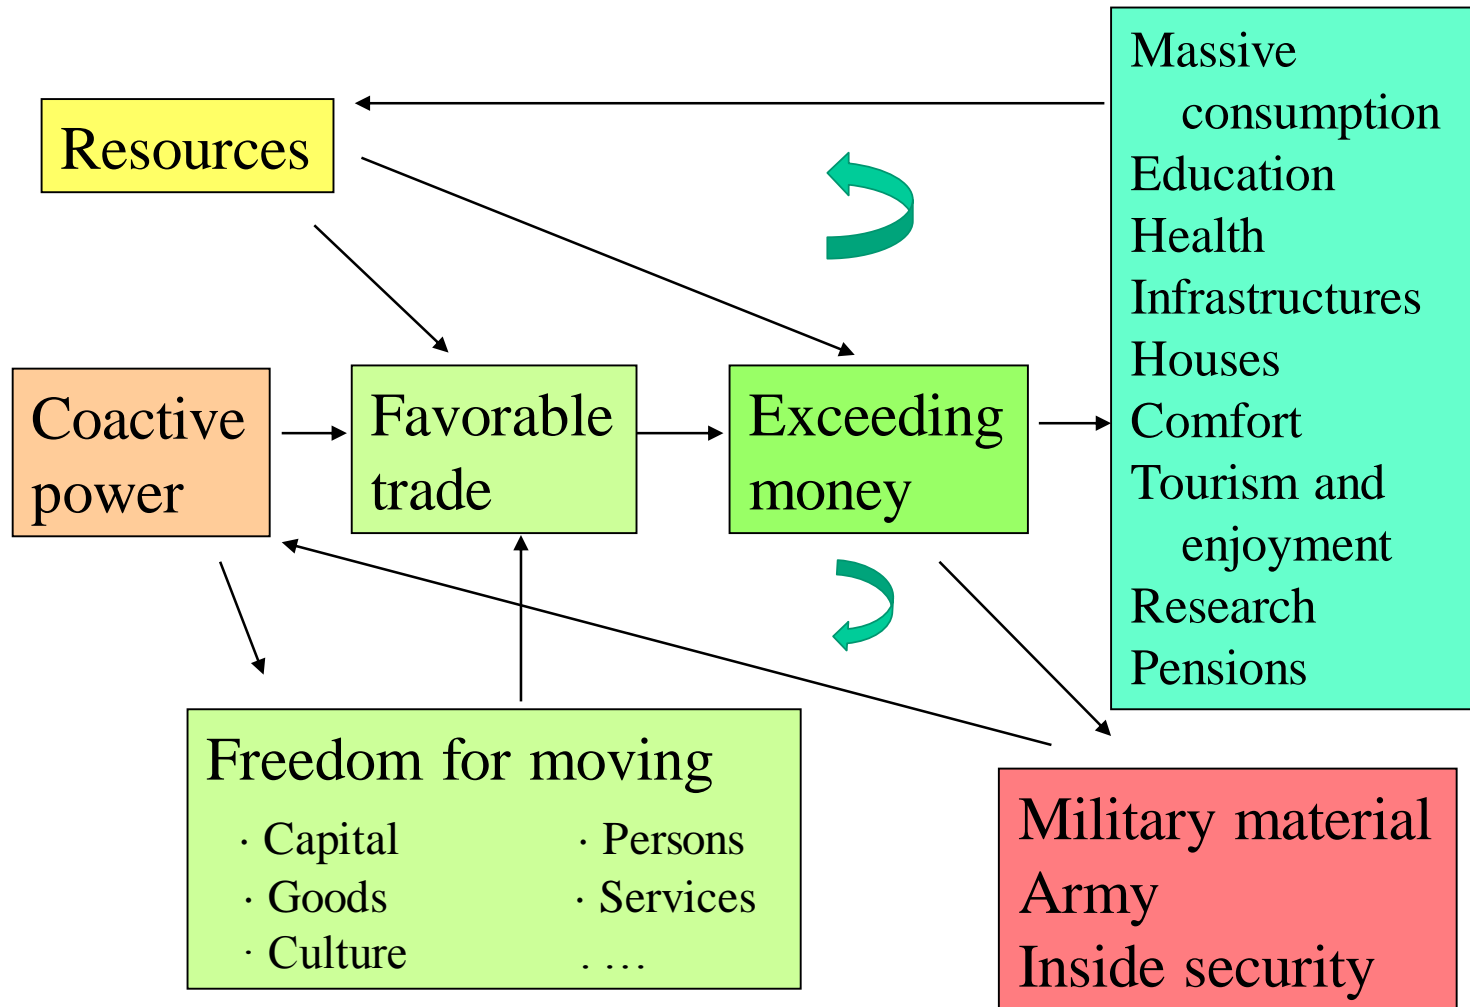 Resources
Massive
consumption
Education
Health
Infrastructures
Houses
Comfort
Tourism and
enjoyment
Research
Pensions
Coactive
power
Favorable
trade
Exceeding
money
Freedom for moving
· Capital
· Persons
· Goods
· Services
· Culture
. …
Military material
Army
Inside security